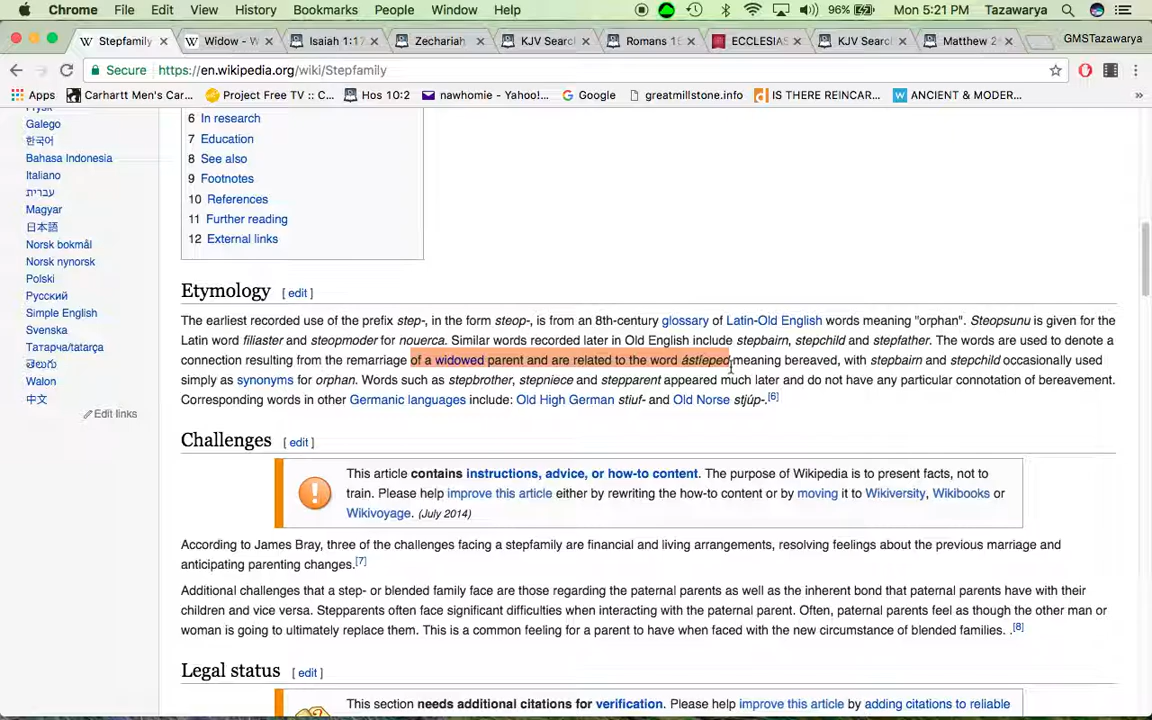 Chrome File Edit View History Bookmarks People Window Help 96% Mon 5:21 PM Tazawarya
Stepfamily Widow - W Isaiah 1:17 Zechariah KJV Searc Romans 1 ECCLESIAS KJV Searc Matthew 2 GMSTazawarya
Secure https://en.wikipedia.org/wiki/Stepfamily
Apps Carhartt Men's Car... Project Free TV :: C... Hos 10:2 nawhomie - Yahoo!... Google greatmillstone.info IS THERE REINCAR... ANCIENT & MODER... »
Frysk
Galego
한국어
Bahasa Indonesia
Italiano
עברית
Magyar
日本語
Norsk bokmål
Norsk nynorsk
Polski
Русский
Simple English
Svenska
Татарча/tatarça
తెలుగు
Walon
中文
Edit links
6 In research
7 Education
8 See also
9 Footnotes
10 References
11 Further reading
12 External links
Etymology [ edit ]
The earliest recorded use of the prefix step-, in the form steop-, is from an 8th-century glossary of Latin-Old English words meaning "orphan". Steopsunu is given for the
Latin word filiaster and steopmoder for nouerca. Similar words recorded later in Old English include stepbairn, stepchild and stepfather. The words are used to denote a
connection resulting from the remarriage of a widowed parent and are related to the word ástíeped meaning bereaved, with stepbairn and stepchild occasionally used
simply as synonyms for orphan. Words such as stepbrother, stepniece and stepparent appeared much later and do not have any particular connotation of bereavement.
Corresponding words in other Germanic languages include: Old High German stiuf- and Old Norse stjúp-.[6]
Challenges [ edit ]
This article contains instructions, advice, or how-to content. The purpose of Wikipedia is to present facts, not to
train. Please help improve this article either by rewriting the how-to content or by moving it to Wikiversity, Wikibooks or
Wikivoyage. (July 2014)
According to James Bray, three of the challenges facing a stepfamily are financial and living arrangements, resolving feelings about the previous marriage and
anticipating parenting changes.[7]
Additional challenges that a step- or blended family face are those regarding the paternal parents as well as the inherent bond that paternal parents have with their
children and vice versa. Stepparents often face significant difficulties when interacting with the paternal parent. Often, paternal parents feel as though the other man or
woman is going to ultimately replace them. This is a common feeling for a parent to have when faced with the new circumstance of blended families. .[8]
Legal status [ edit ]
This section needs additional citations for verification. Please help improve this article by adding citations to reliable